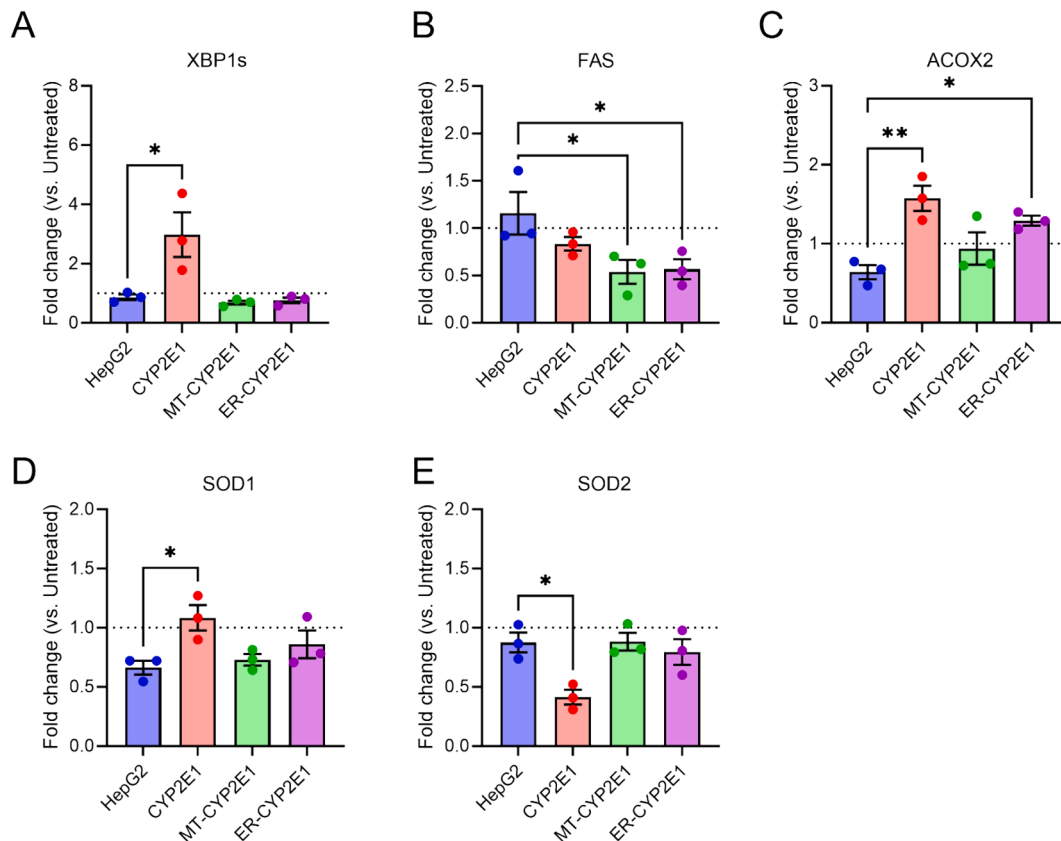 A
XBP1s
Fold change (vs. Untreated)
8
6
4
2
0
*
HepG2
CYP2E1
MT-CYP2E1
ER-CYP2E1
B
FAS
Fold change (vs. Untreated)
2.5
2.0
1.5
1.0
0.5
0.0
*
*
HepG2
CYP2E1
MT-CYP2E1
ER-CYP2E1
C
ACOX2
Fold change (vs. Untreated)
3
2
1
0
*
**
HepG2
CYP2E1
MT-CYP2E1
ER-CYP2E1
D
SOD1
Fold change (vs. Untreated)
2.0
1.5
1.0
0.5
0.0
*
HepG2
CYP2E1
MT-CYP2E1
ER-CYP2E1
E
SOD2
Fold change (vs. Untreated)
2.0
1.5
1.0
0.5
0.0
*
HepG2
CYP2E1
MT-CYP2E1
ER-CYP2E1